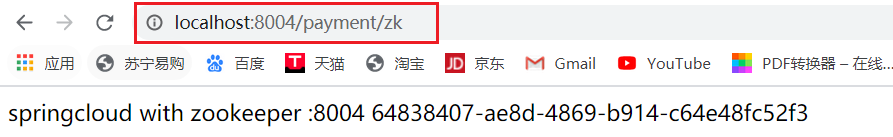 localhost:8004/payment/zk
应用 苏宁易购 百度 天猫 淘宝 JD 京东 Gmail YouTube PDF转换器 – 在线...
springcloud with zookeeper :8004 64838407-ae8d-4869-b914-c64e48fc52f3